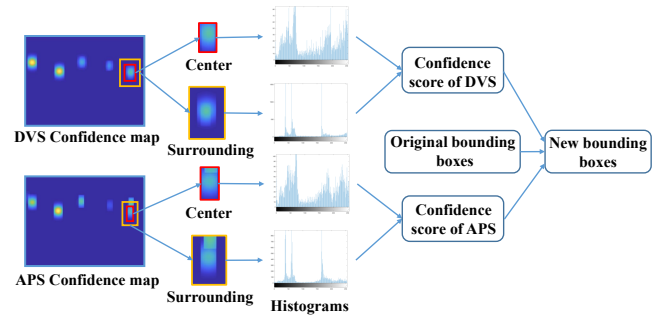 Center
DVS Confidence map
Surrounding
Confidence
score of DVS
Original bounding
boxes
New bounding
boxes
Center
APS Confidence map
Surrounding
Histograms
Confidence
score of APS